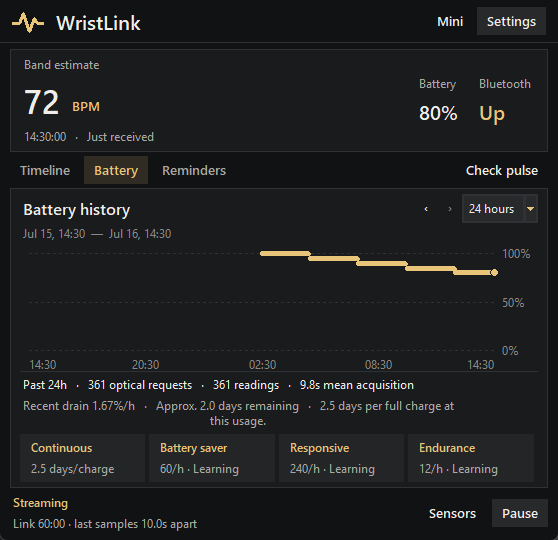 WristLink
Mini
Settings
Band estimate
72 BPM
14:30:00 · Just received
Battery
80%
Bluetooth
Up
Timeline
Battery
Reminders
Check pulse
Battery history
‹
›
24 hours
Jul 15, 14:30 — Jul 16, 14:30
100%
50%
0%
14:30
20:30
02:30
08:30
14:30
Past 24h · 361 optical requests · 361 readings · 9.8s mean acquisition
Recent drain 1.67%/h · Approx. 2.0 days remaining · 2.5 days per full charge at
this usage.
Continuous
2.5 days/charge
Battery saver
60/h · Learning
Responsive
240/h · Learning
Endurance
12/h · Learning
Streaming
Link 60:00 · last samples 10.0s apart
Sensors
Pause